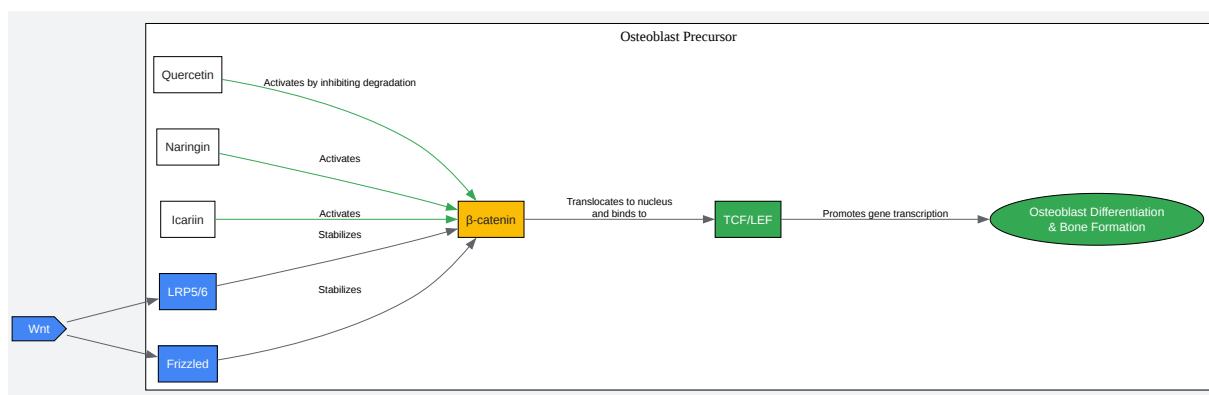 Osteoblast Precursor
Quercetin
Activates by inhibiting degradation
Naringin
Activates
Icariin
Activates
β-catenin
Translocates to nucleus
and binds to
TCF/LEF
Promotes gene transcription
Osteoblast Differentiation
& Bone Formation
Stabilizes
LRP5/6
Stabilizes
Wnt
Frizzled